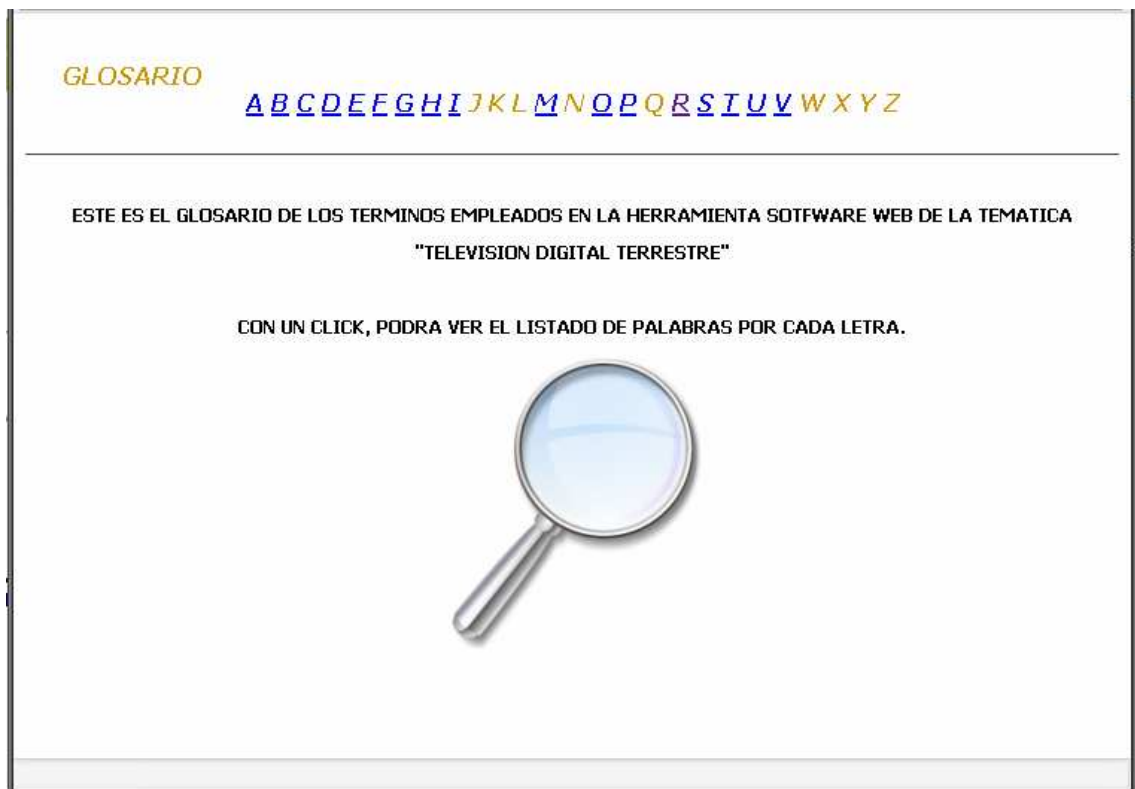 GLOSARIO
A B C D E F G H I J K L M N O P Q R S T U V W X Y Z
ESTE ES EL GLOSARIO DE LOS TERMINOS EMPLEADOS EN LA HERRAMIENTA SOTFWARE WEB DE LA TEMATICA
"TELEVISION DIGITAL TERRESTRE"
CON UN CLICK, PODRA VER EL LISTADO DE PALABRAS POR CADA LETRA.